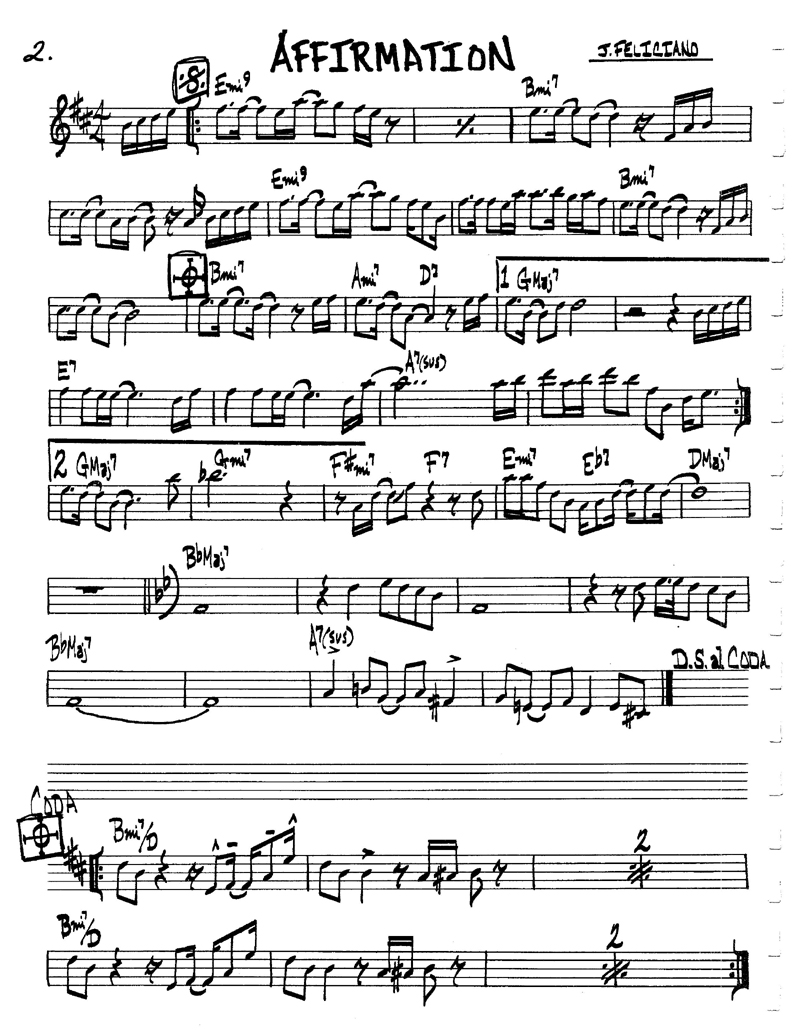 2. AFFIRMATION J. FELICIANO
Emi9 Bmi7
Emi9 Bmi7
Bmi7 Ami7 D7 1 GMaj7
E7 A7(sus)
2 GMaj7 Gmi7 F#mi7 F7 Emi7 Eb7 DMaj7
BbMaj7
BbMaj7 A7(sus) D.S. al CODA
CODA
Bmi7/D 2
Bmi7/D 2